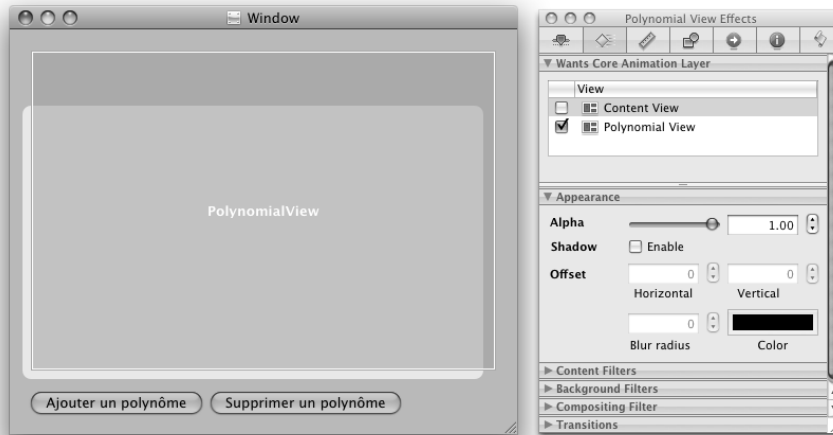 Window
PolynomialView
Ajouter un polynôme
Supprimer un polynôme
Polynomial View Effects
Wants Core Animation Layer
View
Content View
Polynomial View
Appearance
Alpha
1.00
Shadow
Enable
Offset
0
0
Horizontal
Vertical
0
Blur radius
Color
Content Filters
Background Filters
Compositing Filter
Transitions